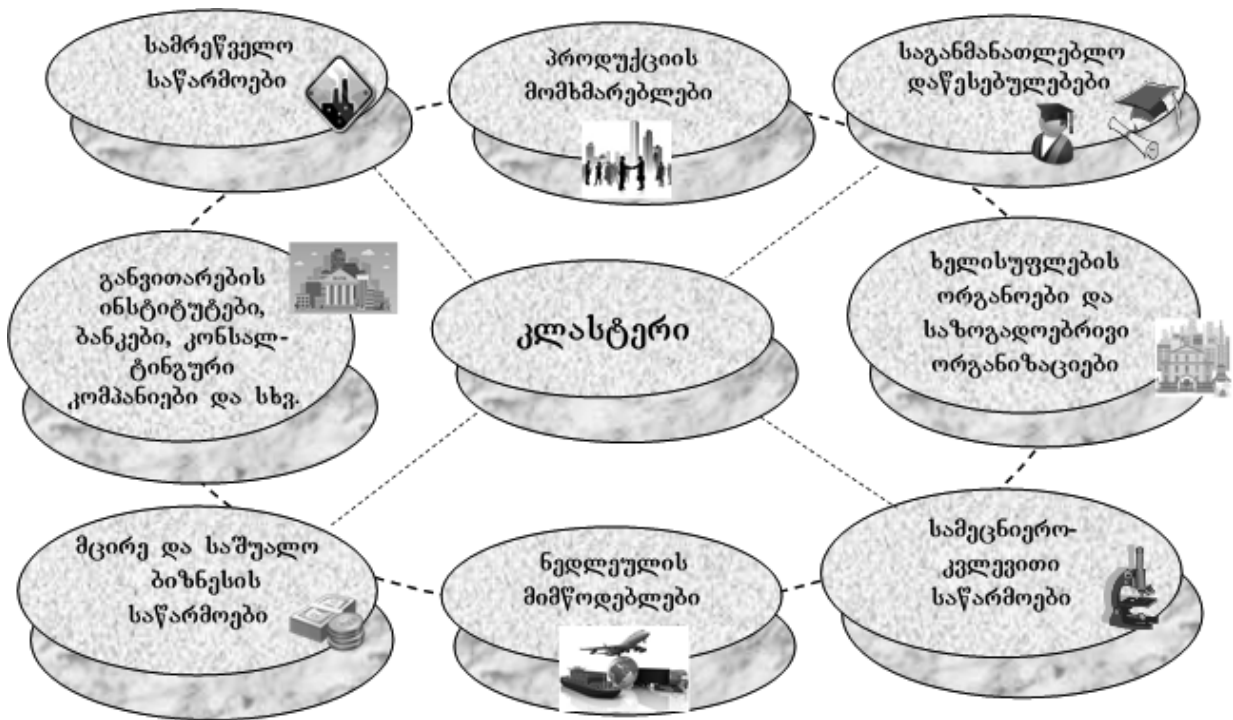 სამრეწველო
საწარმოები
პროდუქციის
მომხმარებლები
საგანმანათლებლო
დაწესებულებები
განვითარების
ინსტიტუტები,
ბანკები, კონსალ-
ტინგური
კომპანიები და სხვ.
კლასტერი
ხელისუფლების
ორგანოები და
საზოგადოებრივი
ორგანიზაციები
მცირე და საშუალო
ბიზნესის
საწარმოები
ნედლეულის
მიმწოდებლები
სამეცნიერო-
კვლევითი
საწარმოები